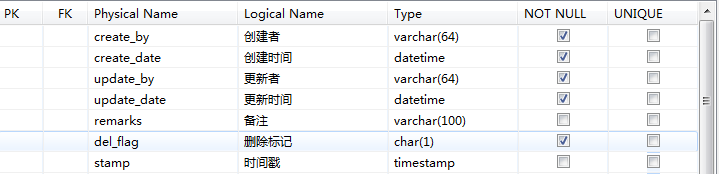 PK FK Physical Name Logical Name Type NOT NULL UNIQUE
create_by 创建者 varchar(64)
create_date 创建时间 datetime
update_by 更新者 varchar(64)
update_date 更新时间 datetime
remarks 备注 varchar(100)
del_flag 删除标记 char(1)
stamp 时间戳 timestamp